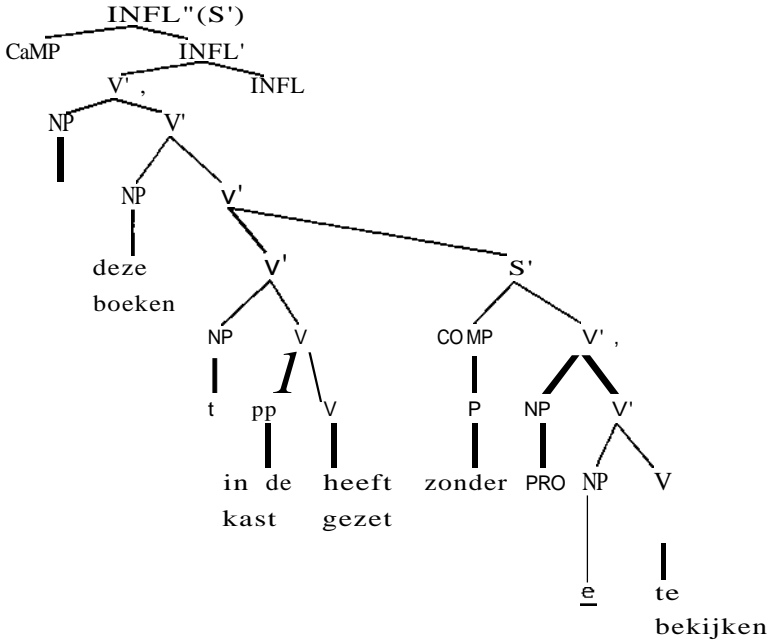 INFL"(S')
CaMP INFL'
V' , INFL
NP V'
NP v'
deze
boeken
v' S'
NP V COMP V' ,
1
t pp V P NP V'
in de heeft zonder PRO NP V
kast gezet
e te
bekijken